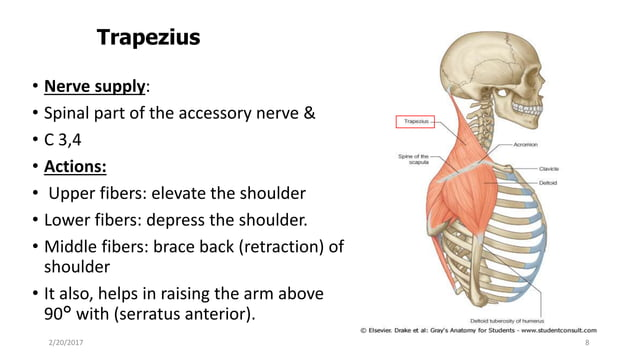 Trapezius
• Nerve supply:
• Spinal part of the accessory nerve &
• C 3,4
• Actions:
• Upper fibers: elevate the shoulder
• Lower fibers: depress the shoulder.
• Middle fibers: brace back (retraction) of
shoulder
• It also, helps in raising the arm above
90° with (serratus anterior).
Trapezius
Acromion
Spine of the
scapula
Clavicle
Deltoid
Deltoid tuberosity of humerus
© Elsevier. Drake et al: Gray's Anatomy for Students - www.studentconsult.com
2/20/2017
8